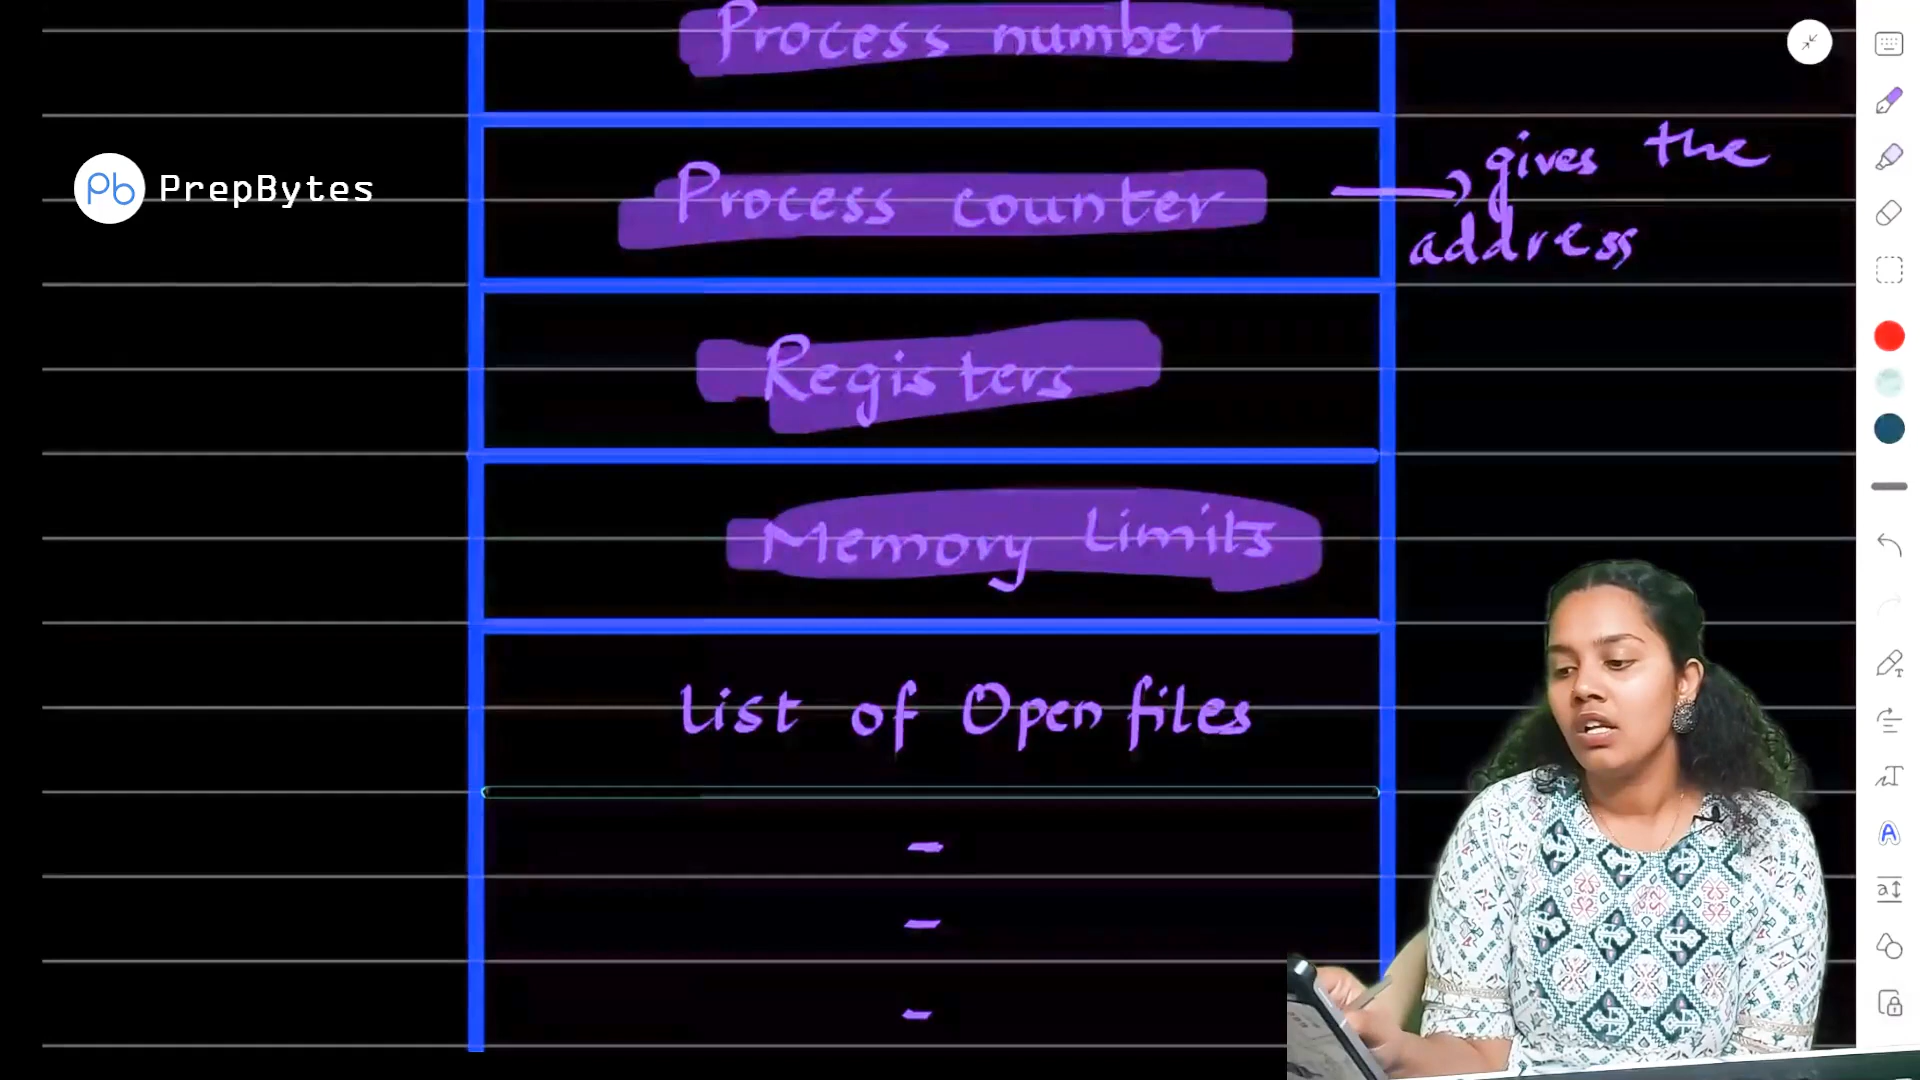 Process number
PrepBytes
Process counter
gives the
address
Registers
Memory Limits
List of Open files